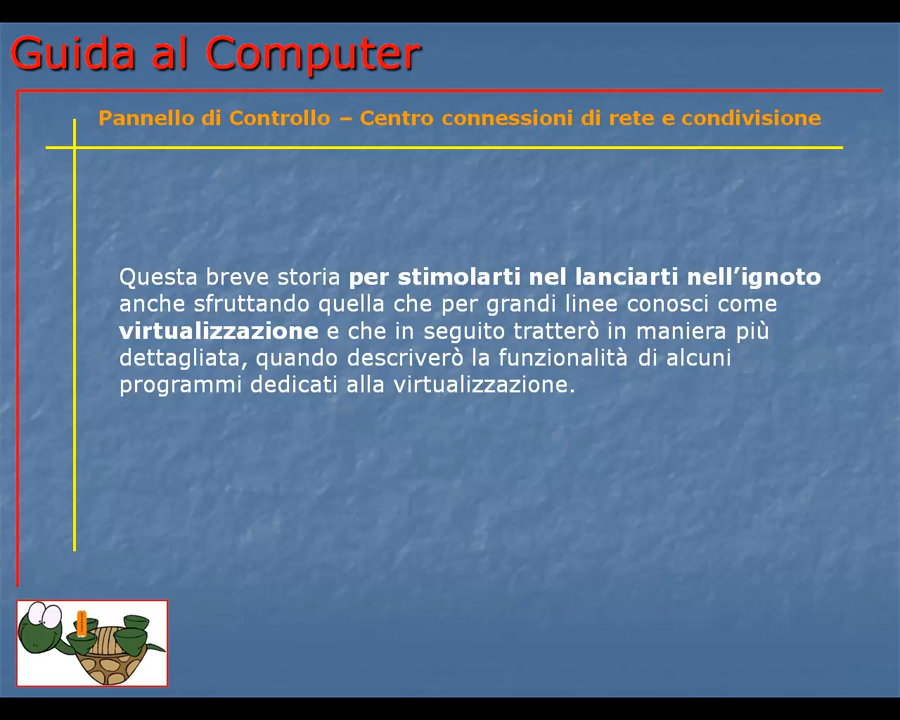 Guida al Computer
Pannello di Controllo – Centro connessioni di rete e condivisione
Questa breve storia per stimolarti nel lanciarti nell’ignoto
anche sfruttando quella che per grandi linee conosci come
virtualizzazione e che in seguito tratterò in maniera più
dettagliata, quando descriverò la funzionalità di alcuni
programmi dedicati alla virtualizzazione.